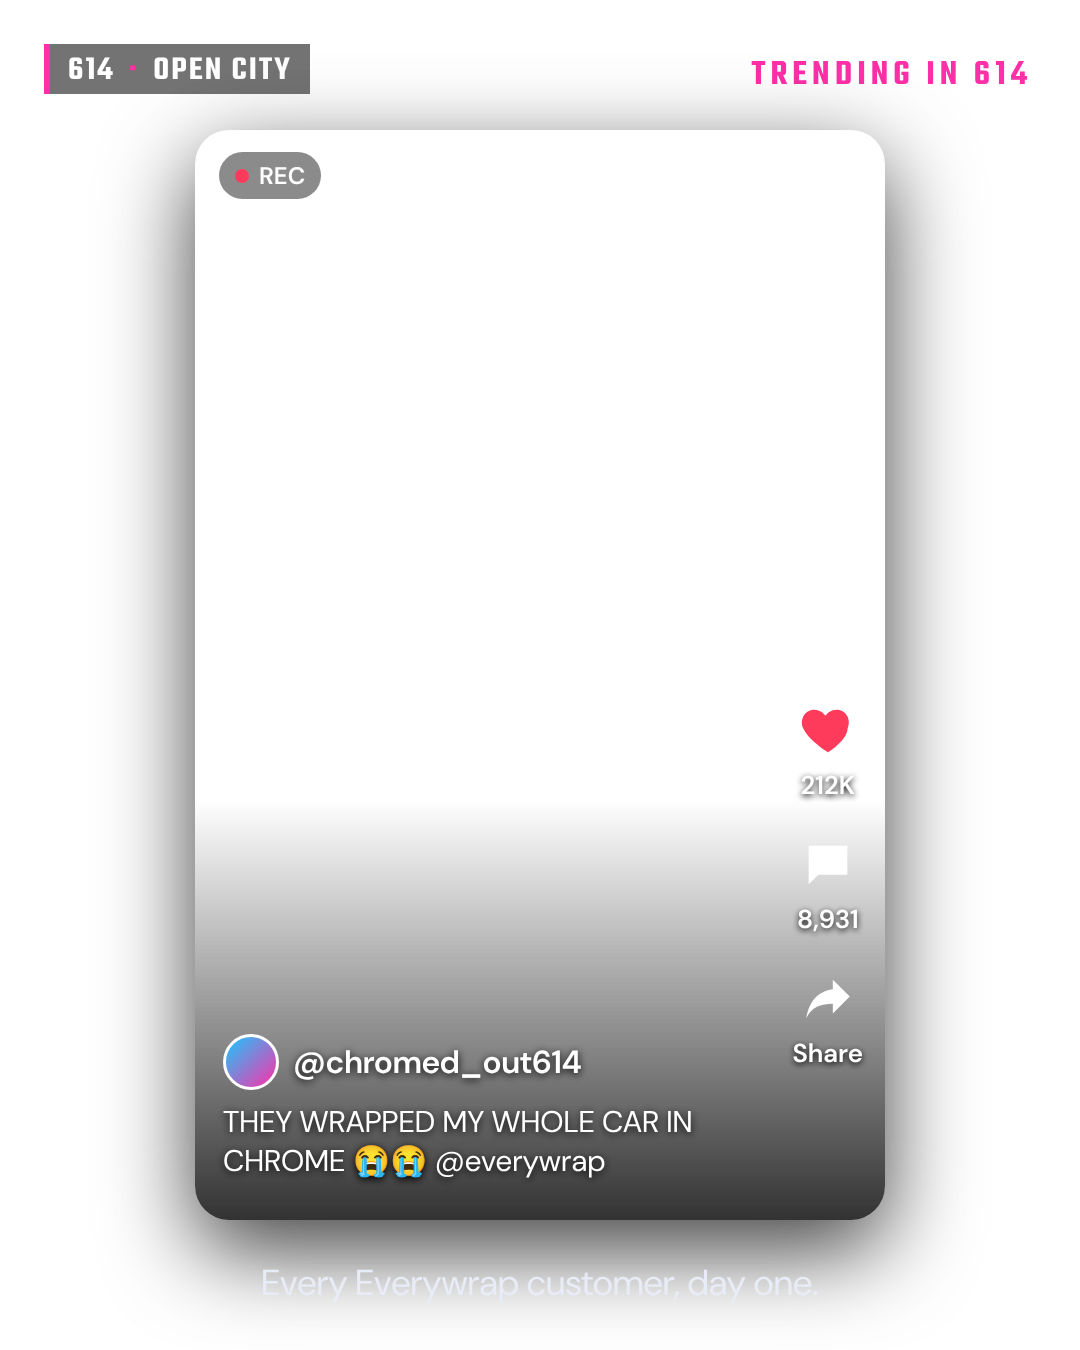 614 · OPEN CITY
TRENDING IN 614
REC
212K
8,931
Share
@chromed_out614
THEY WRAPPED MY WHOLE CAR IN
CHROME 😭😭 @everywrap
Every Everywrap customer, day one.